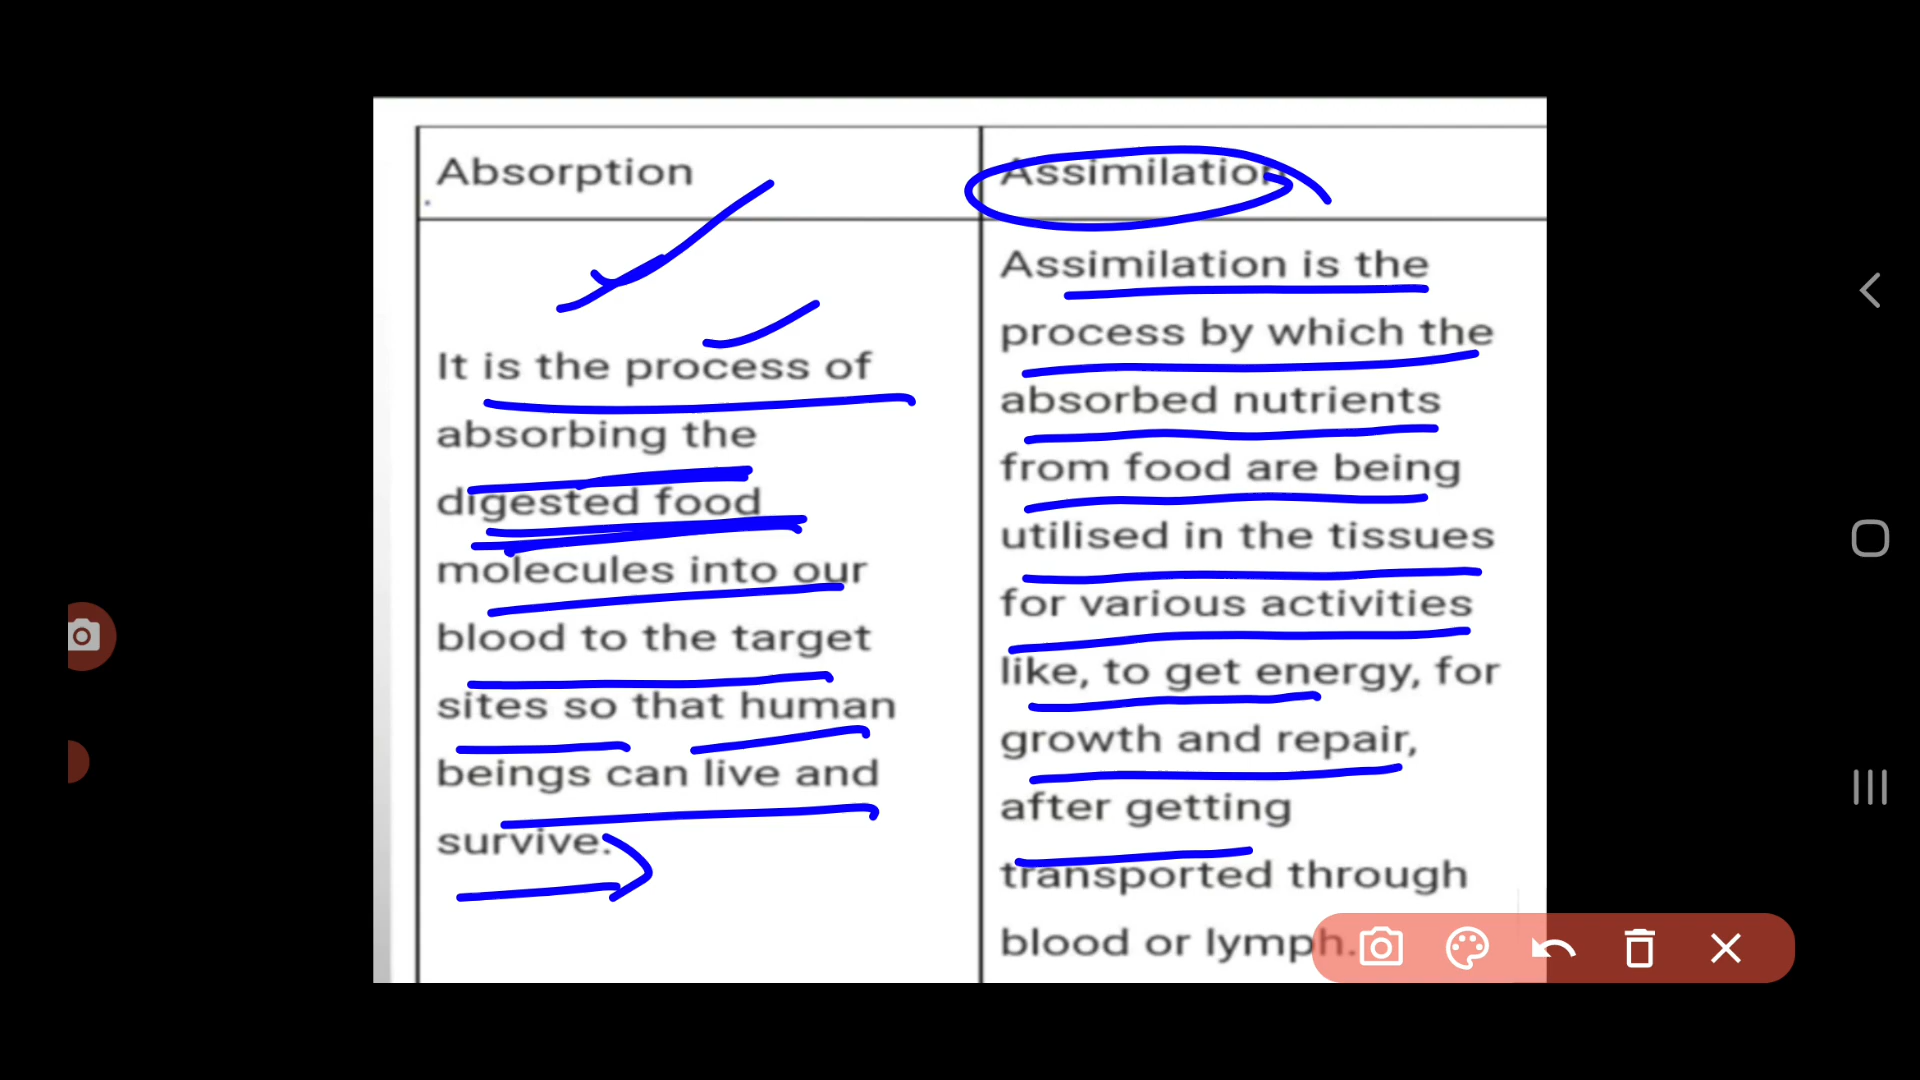 Absorption
Assimilation
It is the process of
absorbing the
digested food
molecules into our
blood to the target
sites so that human
beings can live and
survive.
Assimilation is the
process by which the
absorbed nutrients
from food are being
utilised in the tissues
for various activities
like, to get energy, for
growth and repair,
after getting
transported through
blood or lymph.